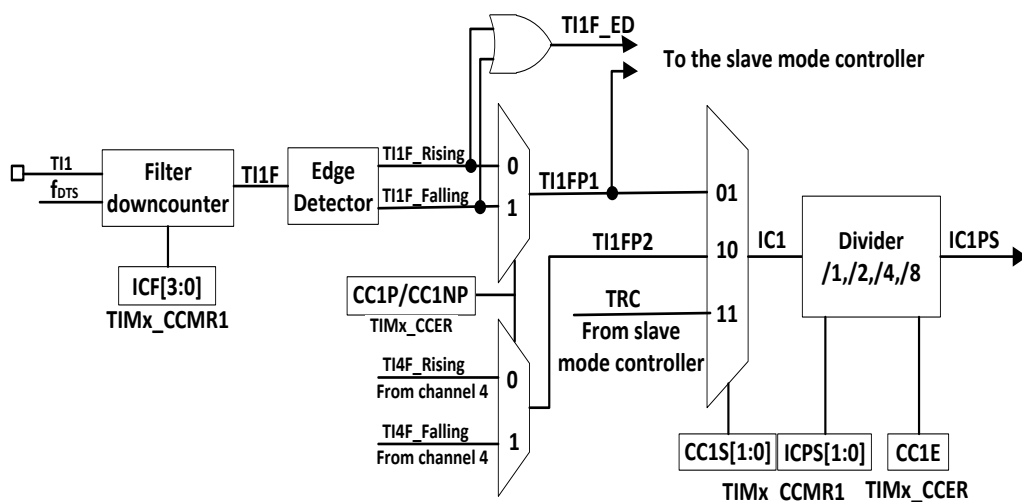 TI1F_ED
To the slave mode controller
TI1
fDTS
Filter
downcounter
TI1F
Edge
Detector
TI1F_Rising
TI1F_Falling
0
1
TI1FP1
TI1FP2
TRC
From slave
mode controller
01
10
11
IC1
Divider
/1,/2,/4,/8
IC1PS
ICF[3:0]
TIMx_CCMR1
CC1P/CC1NP
TIMx_CCER
TI4F_Rising
From channel 4
TI4F_Falling
From channel 4
0
1
CC1S[1:0]
ICPS[1:0]
CC1E
TIMx_CCMR1
TIMx_CCER